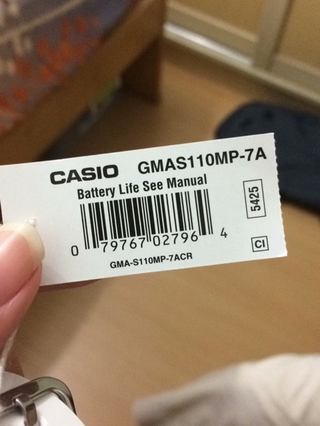 CASIO GMAS110MP-7A
Battery Life See Manual
5425
0 79767 02796 4
CI
GMA-S110MP-7ACR